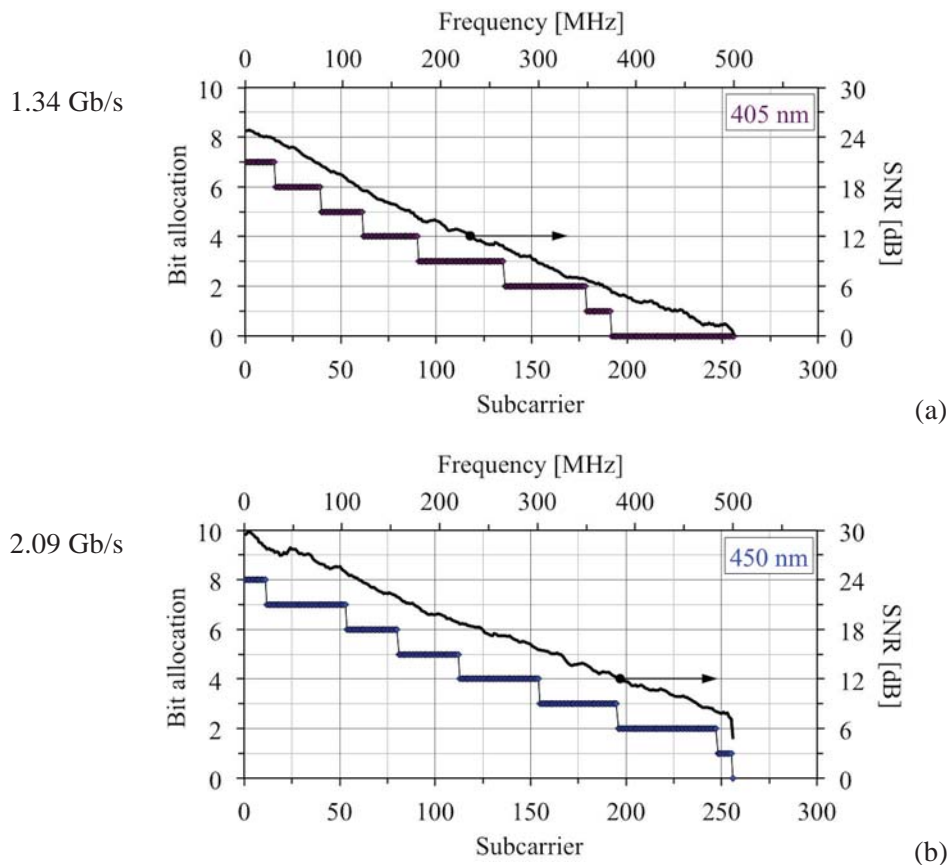 Frequency [MHz]
0 100 200 300 400 500
1.34 Gb/s
10 30
405 nm
8 24
6 18
4 12
2 6
0 0
Bit allocation
SNR [dB]
0 50 100 150 200 250 300
Subcarrier
(a)
Frequency [MHz]
0 100 200 300 400 500
2.09 Gb/s
10 30
450 nm
8 24
6 18
4 12
2 6
0 0
Bit allocation
SNR [dB]
0 50 100 150 200 250 300
Subcarrier
(b)